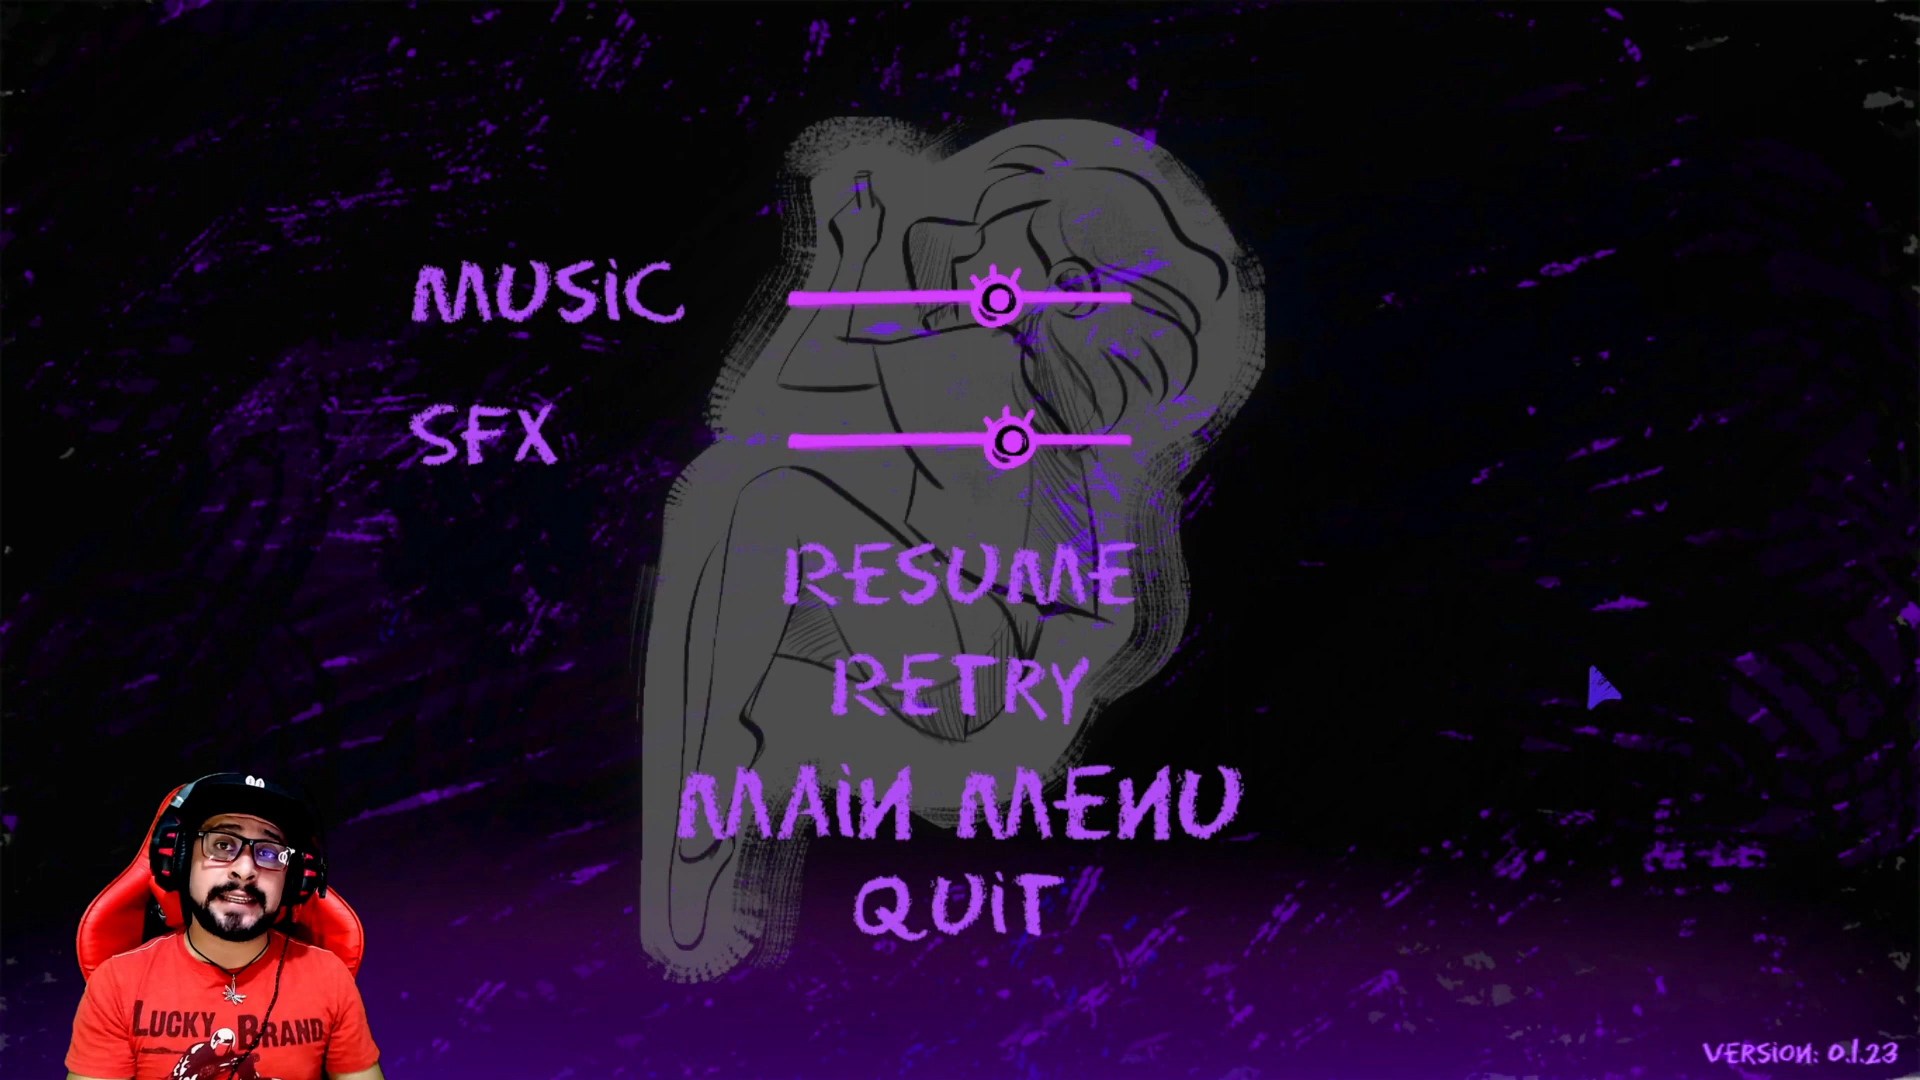 MUSiC
SFX
RESUME
RETRY
MAiN MENU
QUiT
LUCKY BRAND
VERSiON: 0.1.23